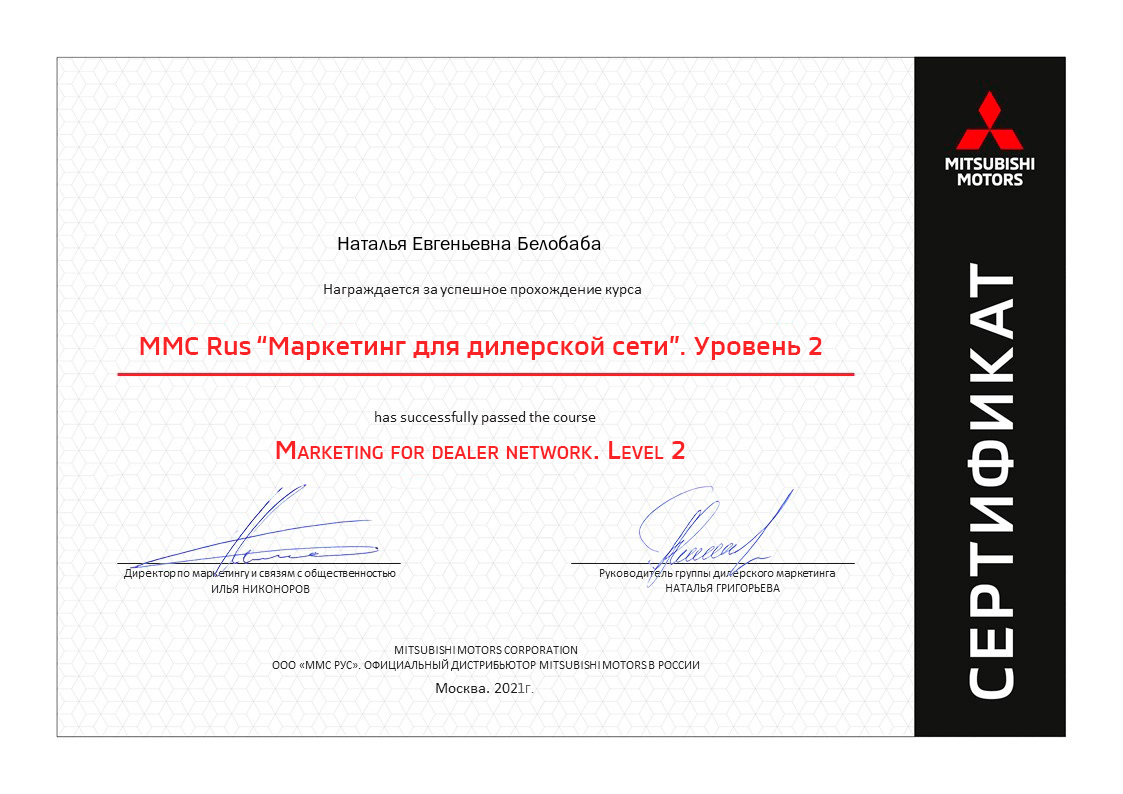 MITSUBISHI
MOTORS
СЕРТИФИКАТ
Наталья Евгеньевна Белобаба
Награждается за успешное прохождение курса
MMC Rus “Маркетинг для дилерской сети”. Уровень 2
has successfully passed the course
Marketing for dealer network. Level 2
Директор по маркетингу и связям с общественностью
ИЛЬЯ НИКОНОРОВ
Руководитель группы дилерского маркетинга
НАТАЛЬЯ ГРИГОРЬЕВА
MITSUBISHI MOTORS CORPORATION
ООО «ММС РУС». ОФИЦИАЛЬНЫЙ ДИСТРИБЬЮТОР MITSUBISHI MOTORS В РОССИИ
Москва. 2021г.